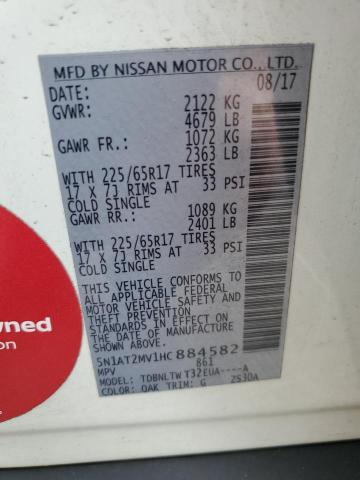 MFD BY NISSAN MOTOR CO., LTD.
DATE: 08/17
GVWR: 2122 KG
4679 LB
GAWR FR.: 1072 KG
2363 LB
WITH 225/65R17 TIRES
17 X 7J RIMS AT 33 PSI
COLD SINGLE
GAWR RR.: 1089 KG
2401 LB
WITH 225/65R17 TIRES
17 X 7J RIMS AT 33 PSI
COLD SINGLE
THIS VEHICLE CONFORMS TO ALL
APPLICABLE FEDERAL
MOTOR VEHICLE SAFETY
AND THEFT PREVENTION
STANDARDS IN EFFECT ON
THE DATE OF MANUFACTURE
5N1AT2MV1HC884582
MPV 861
MODEL: TDBNLTW T32EUA----A
COLOR: QAK TRIM: G 2S30A
wned
on